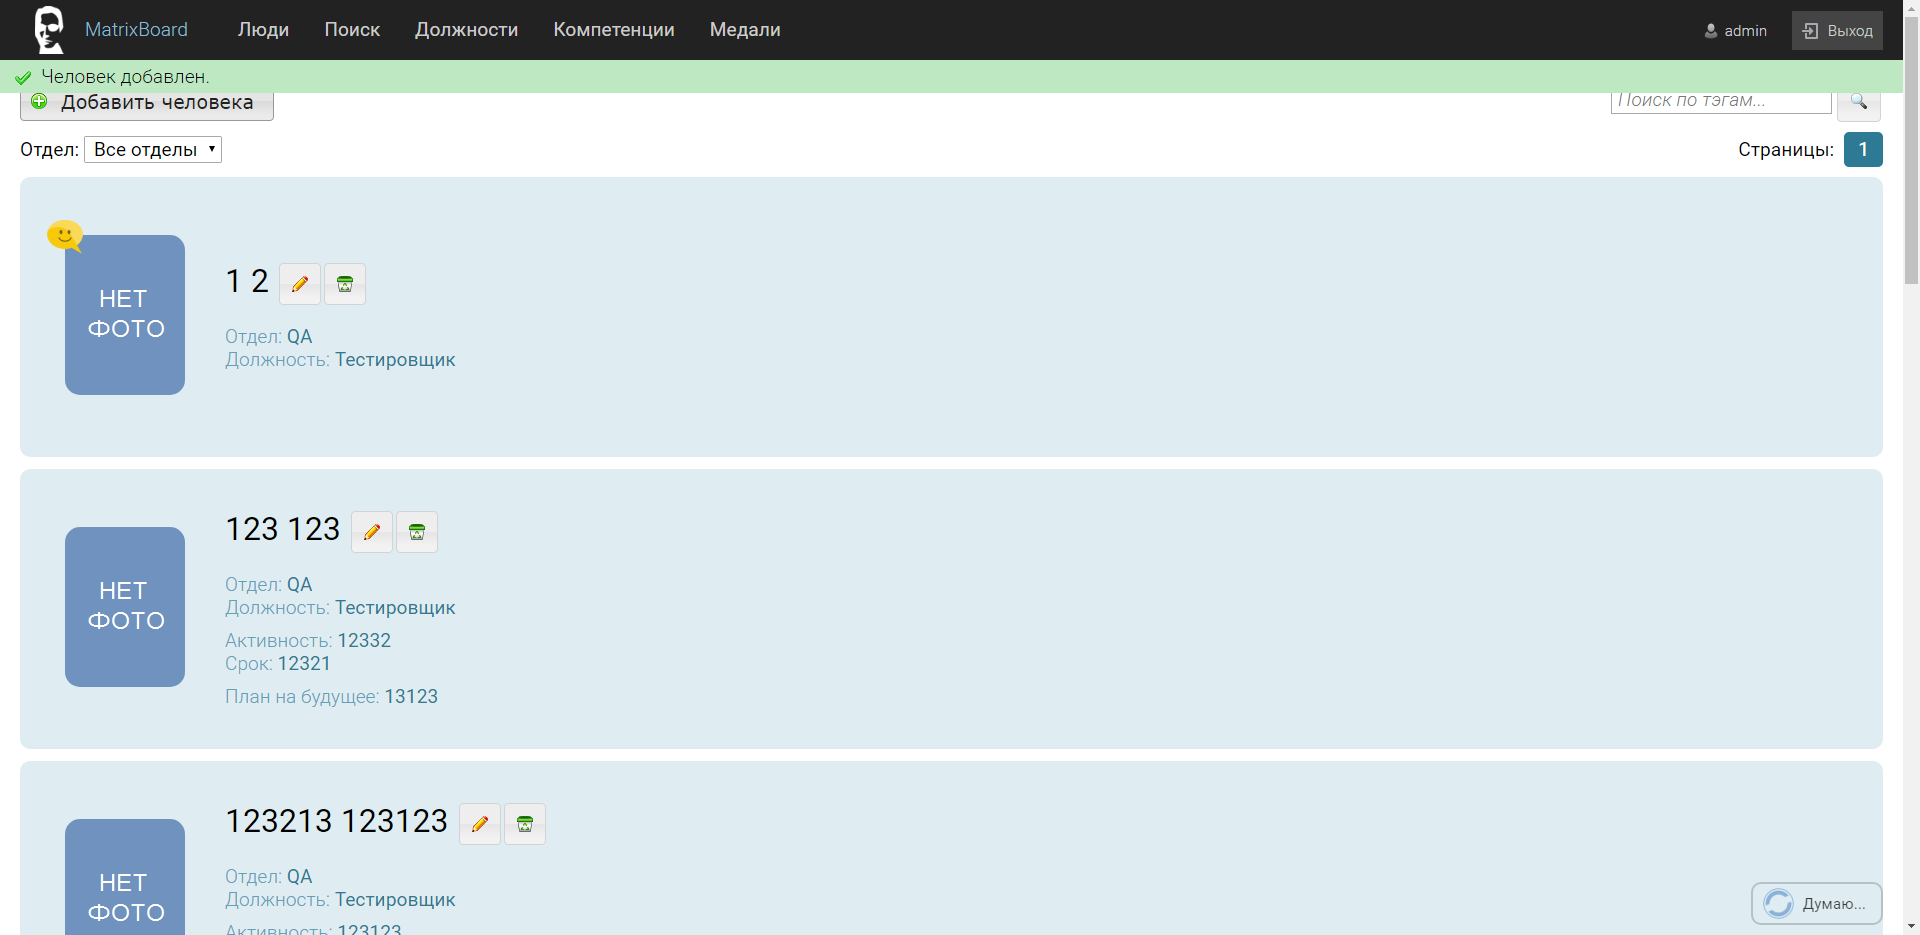 MatrixBoard Люди Поиск Должности Компетенции Медали admin Выход
Человек добавлен.
Добавить человека Поиск по тэгам...
Отдел: Все отделы Страницы: 1
НЕТ
ФОТО
1 2
Отдел: QA
Должность: Тестировщик
НЕТ
ФОТО
123 123
Отдел: QA
Должность: Тестировщик
Активность: 12332
Срок: 12321
План на будущее: 13123
НЕТ
ФОТО
123213 123123
Отдел: QA
Должность: Тестировщик
Активность: 123123
Думаю...